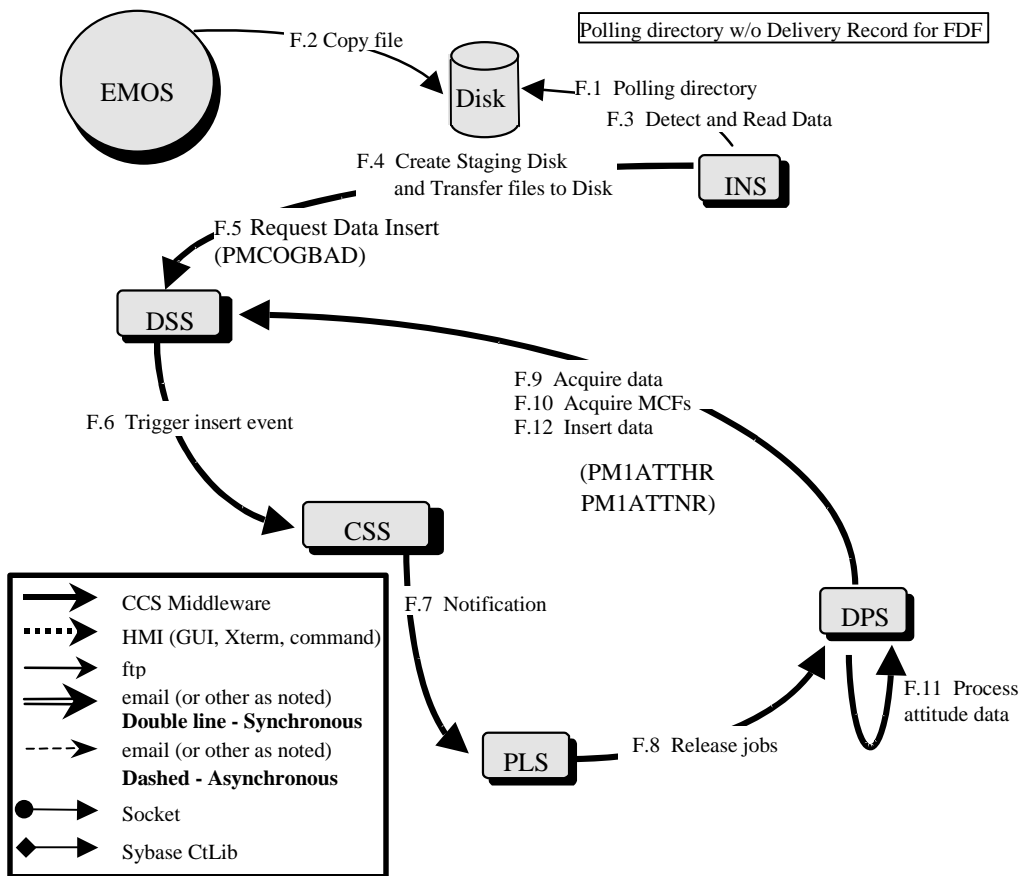 Polling directory w/o Delivery Record for FDF
F.2 Copy file
EMOS
Disk
F.1 Polling directory
F.3 Detect and Read Data
F.4 Create Staging Disk
and Transfer files to Disk
INS
F.5 Request Data Insert
(PMCOGBAD)
DSS
F.9 Acquire data
F.10 Acquire MCFs
F.12 Insert data
F.6 Trigger insert event
(PM1ATTHR
PM1ATTNR)
CSS
F.7 Notification
DPS
F.11 Process
attitude data
F.8 Release jobs
PLS
CCS Middleware
HMI (GUI, Xterm, command)
ftp
email (or other as noted)
Double line - Synchronous
email (or other as noted)
Dashed - Asynchronous
Socket
Sybase CtLib